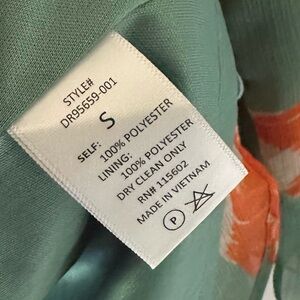 STYLE#
DR95659-001
S
SELF:
100% POLYESTER
LINING:
100% POLYESTER
DRY CLEAN ONLY
RN# 115602
MADE IN VIETNAM
P